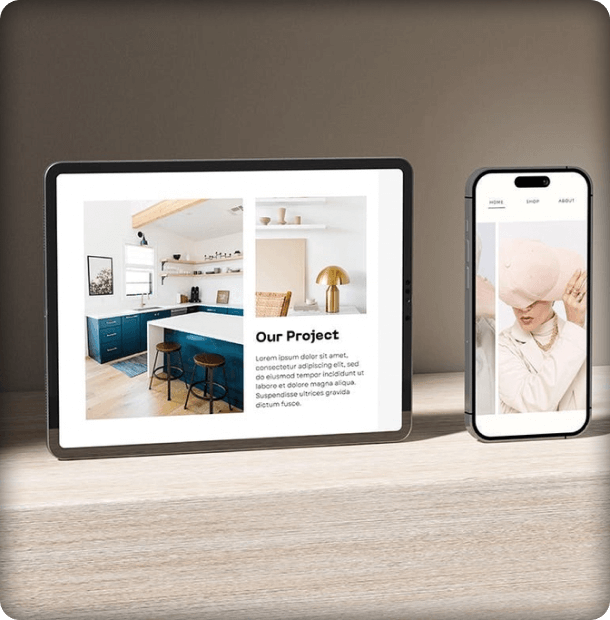 Our Project
Lorem ipsum dolor sit amet,
consectetur adipiscing elit, sed
do eiusmod tempor incididunt ut
labore et dolore magna aliqua.
Suspendisse ultrices gravida
dictum fusce.
HOME SHOP ABOUT